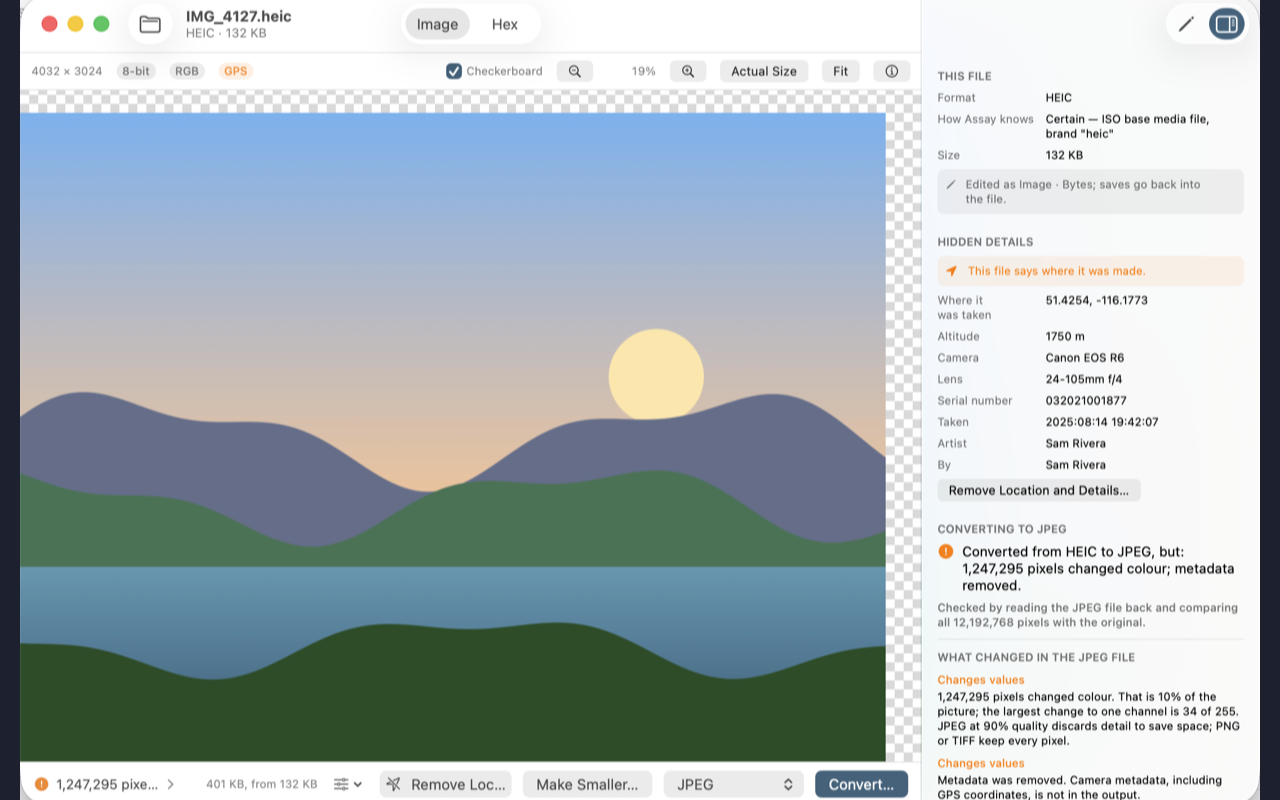 IMG_4127.heic
HEIC · 132 KB
Image
Hex
4032 × 3024
8-bit
RGB
GPS
Checkerboard
19%
Actual Size
Fit
THIS FILE
Format
HEIC
How Assay knows
Certain — ISO base media file,
brand "heic"
Size
132 KB
Edited as Image · Bytes; saves go back into
the file.
HIDDEN DETAILS
This file says where it was made.
Where it
was taken
51.4254, -116.1773
Altitude
1750 m
Camera
Canon EOS R6
Lens
24-105mm f/4
Serial number
032021001877
Taken
2025:08:14 19:42:07
Artist
Sam Rivera
By
Sam Rivera
Remove Location and Details...
CONVERTING TO JPEG
Converted from HEIC to JPEG, but:
1,247,295 pixels changed colour; metadata
removed.
Checked by reading the JPEG file back and comparing
all 12,192,768 pixels with the original.
WHAT CHANGED IN THE JPEG FILE
Changes values
1,247,295 pixels changed colour. That is 10% of the
picture; the largest change to one channel is 34 of 255.
JPEG at 90% quality discards detail to save space; PNG
or TIFF keep every pixel.
Changes values
Metadata was removed. Camera metadata, including
GPS coordinates, is not in the output.
1,247,295 pixe...
401 KB, from 132 KB
Remove Loc...
Make Smaller...
JPEG
Convert...